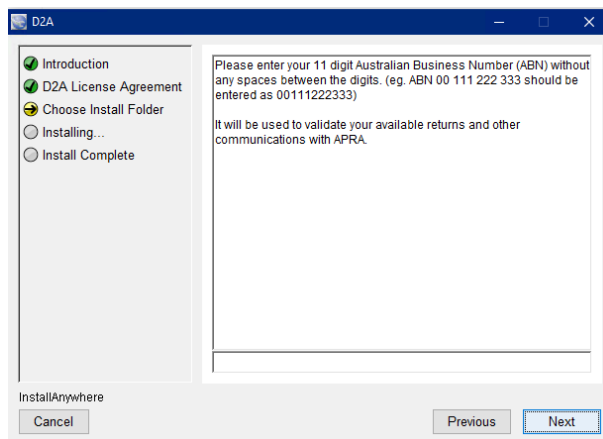 D2A
Introduction
D2A License Agreement
Choose Install Folder
Installing...
Install Complete
Please enter your 11 digit Australian Business Number (ABN) without
any spaces between the digits. (eg. ABN 00 111 222 333 should be
entered as 00111222333)
It will be used to validate your available returns and other
communications with APRA.
InstallAnywhere
Cancel
Previous
Next